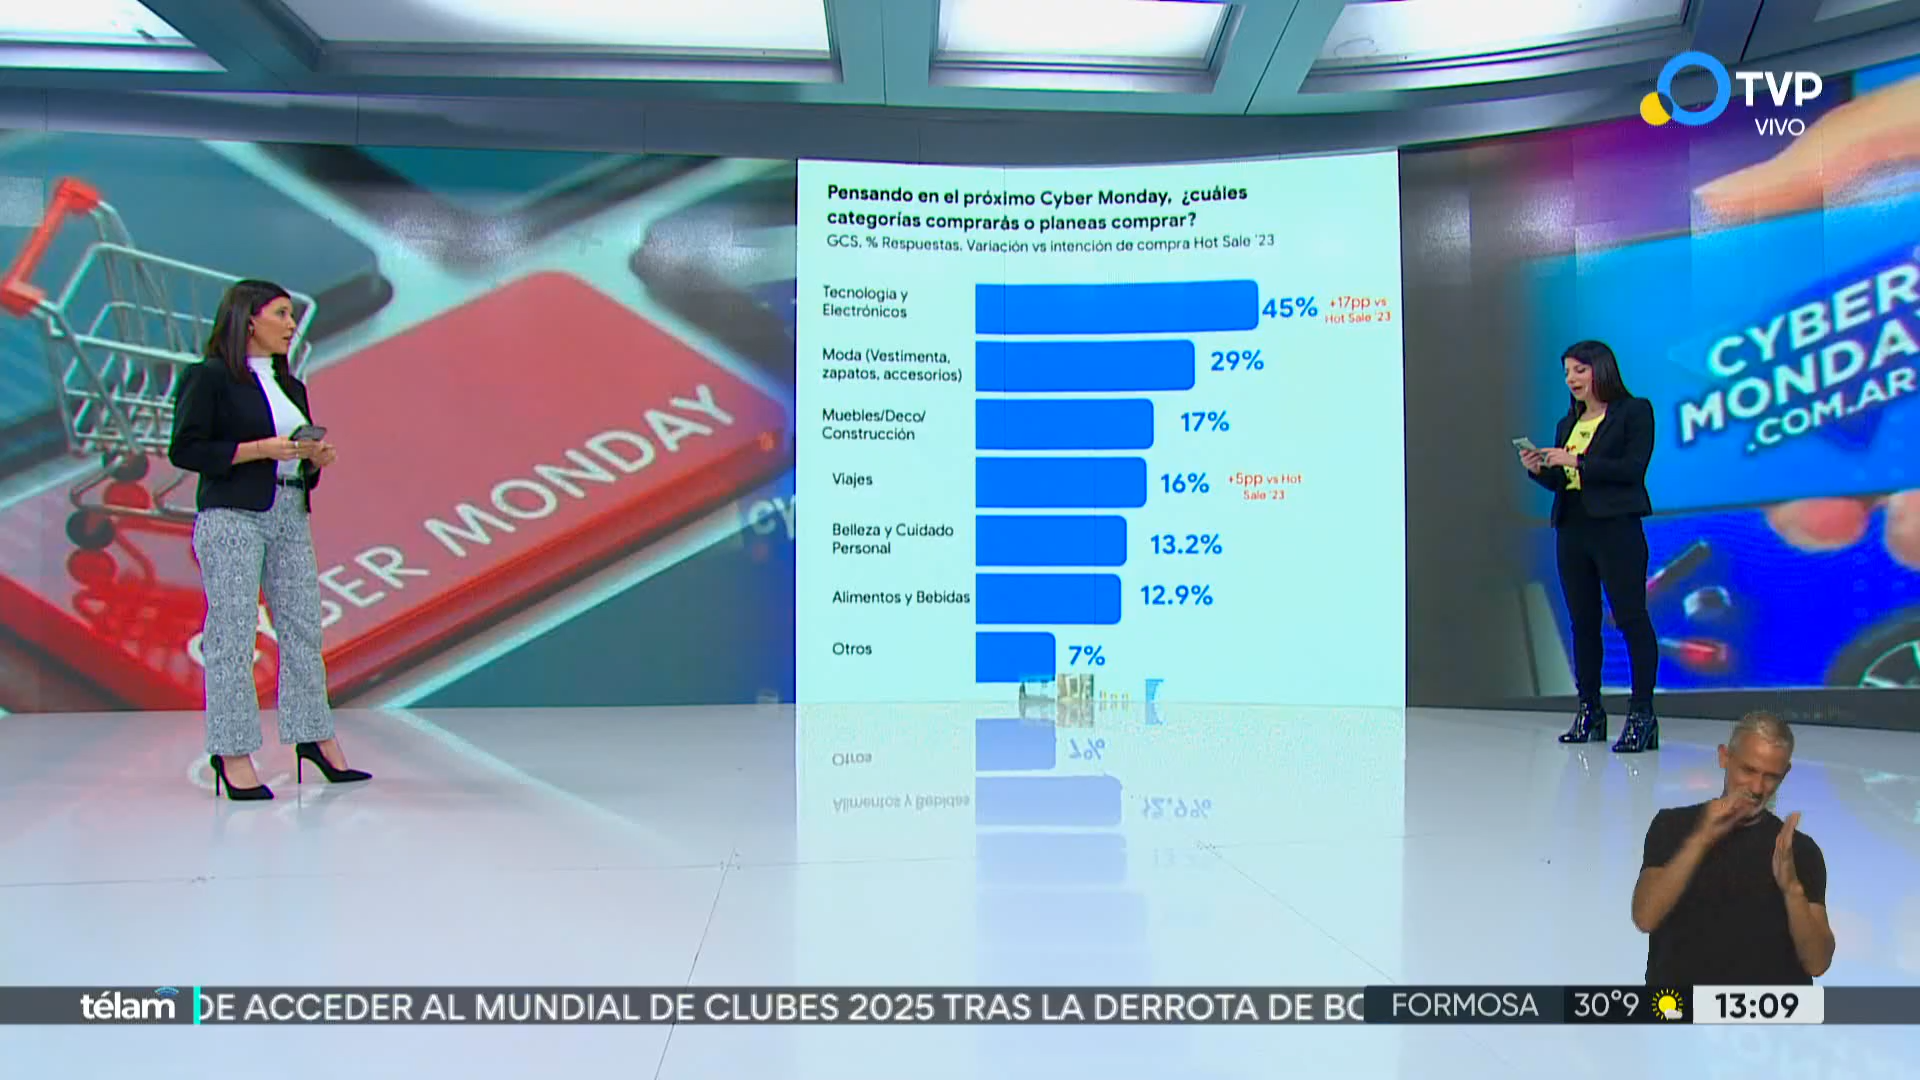 TVP
VIVO
Pensando en el próximo Cyber Monday, ¿cuáles
categorías comprarás o planeas comprar?
GCS, % Respuestas. Variación vs intención de compra Hot Sale '23
Tecnología y
Electrónicos
45%
+17pp vs
Hot Sale '23
Moda (Vestimenta,
zapatos, accesorios)
29%
Muebles/Deco/
Construcción
17%
Viajes
16%
+5pp vs Hot
Sale '23
Belleza y Cuidado
Personal
13.2%
Alimentos y Bebidas
12.9%
Otros
7%
CYBER MONDAY
CYBER
MONDAY
.COM.AR
télam
DE ACCEDER AL MUNDIAL DE CLUBES 2025 TRAS LA DERROTA DE BO
FORMOSA 30°9 13:09